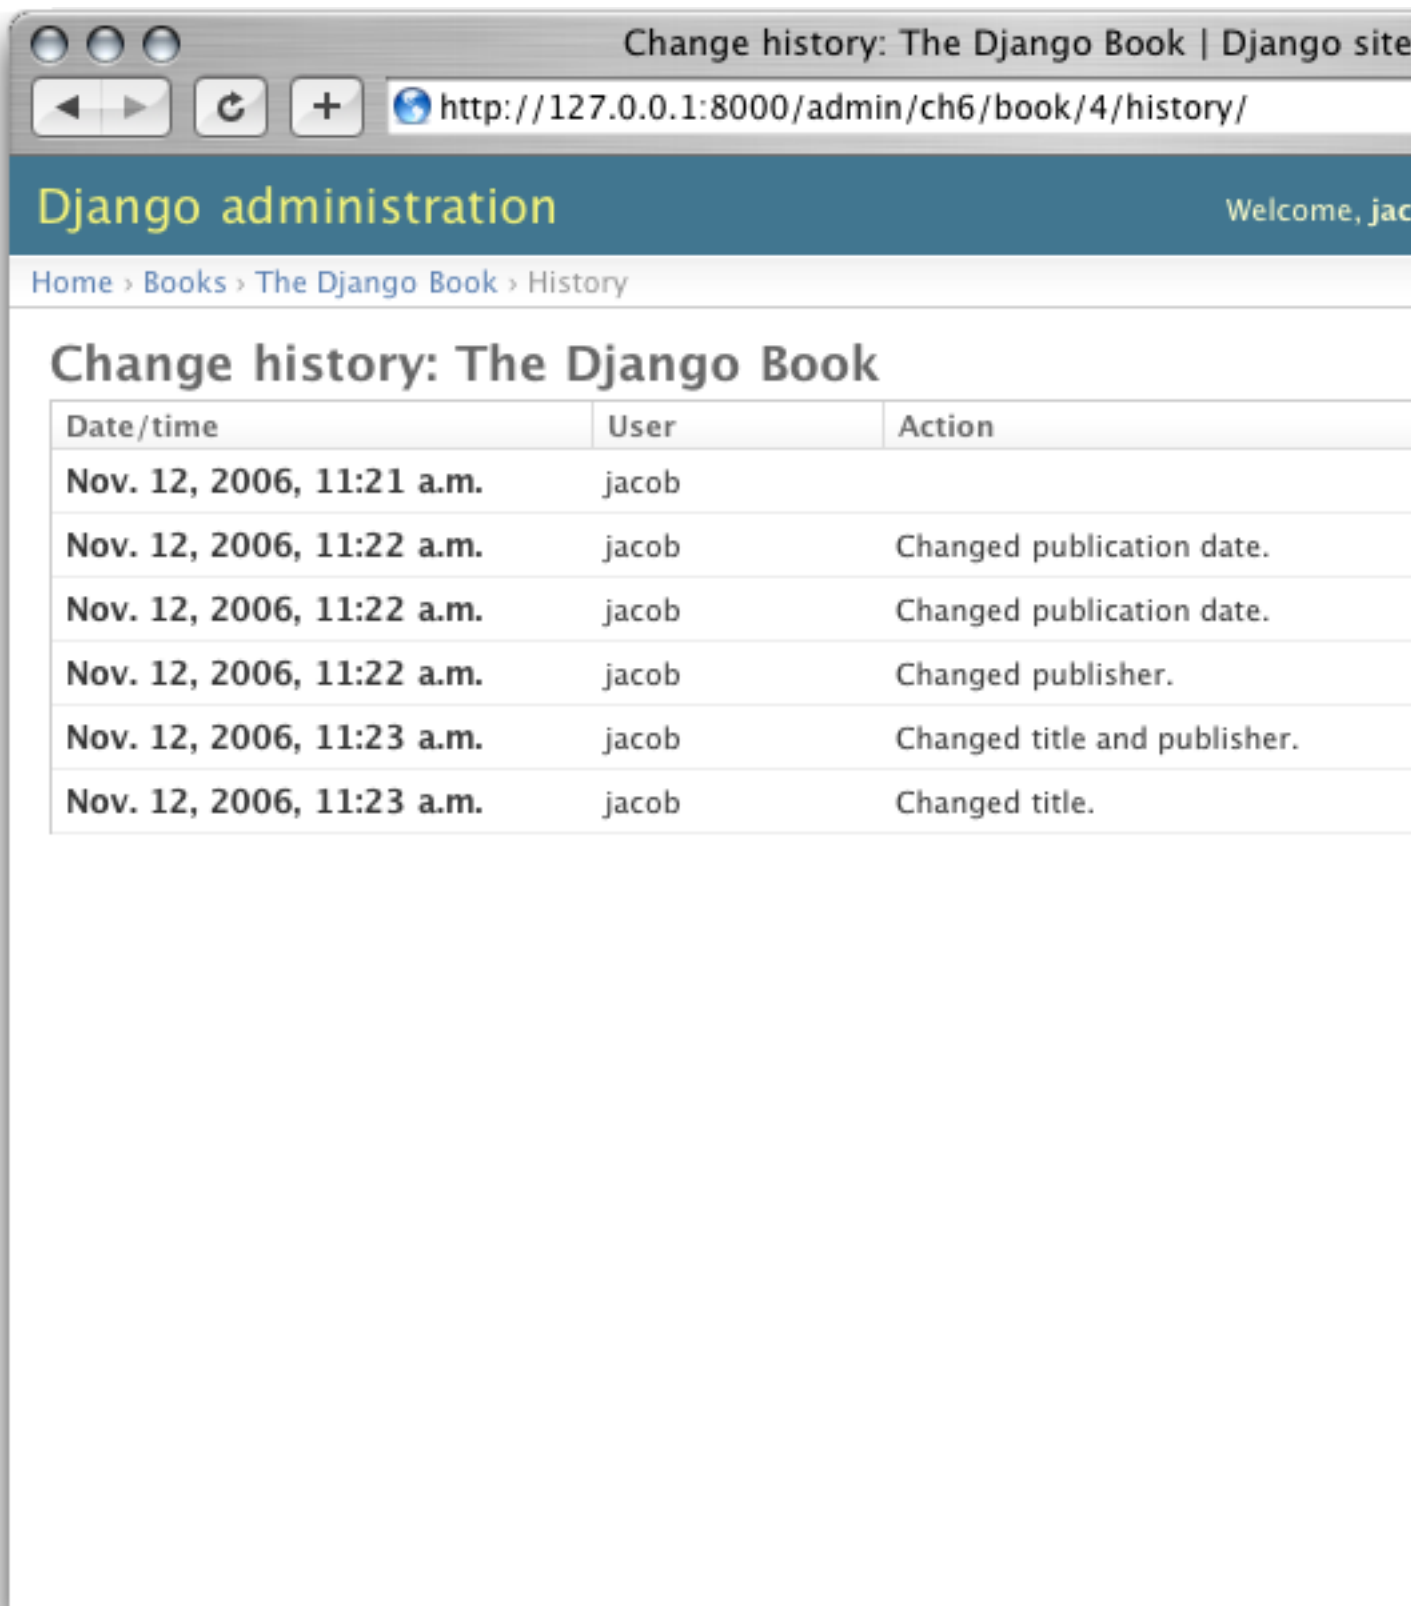 Change history: The Django Book | Django site
http://127.0.0.1:8000/admin/ch6/book/4/history/
Django administration
Welcome, jac
Home › Books › The Django Book › History
Change history: The Django Book
Date/time User Action
Nov. 12, 2006, 11:21 a.m. jacob
Nov. 12, 2006, 11:22 a.m. jacob Changed publication date.
Nov. 12, 2006, 11:22 a.m. jacob Changed publication date.
Nov. 12, 2006, 11:22 a.m. jacob Changed publisher.
Nov. 12, 2006, 11:23 a.m. jacob Changed title and publisher.
Nov. 12, 2006, 11:23 a.m. jacob Changed title.